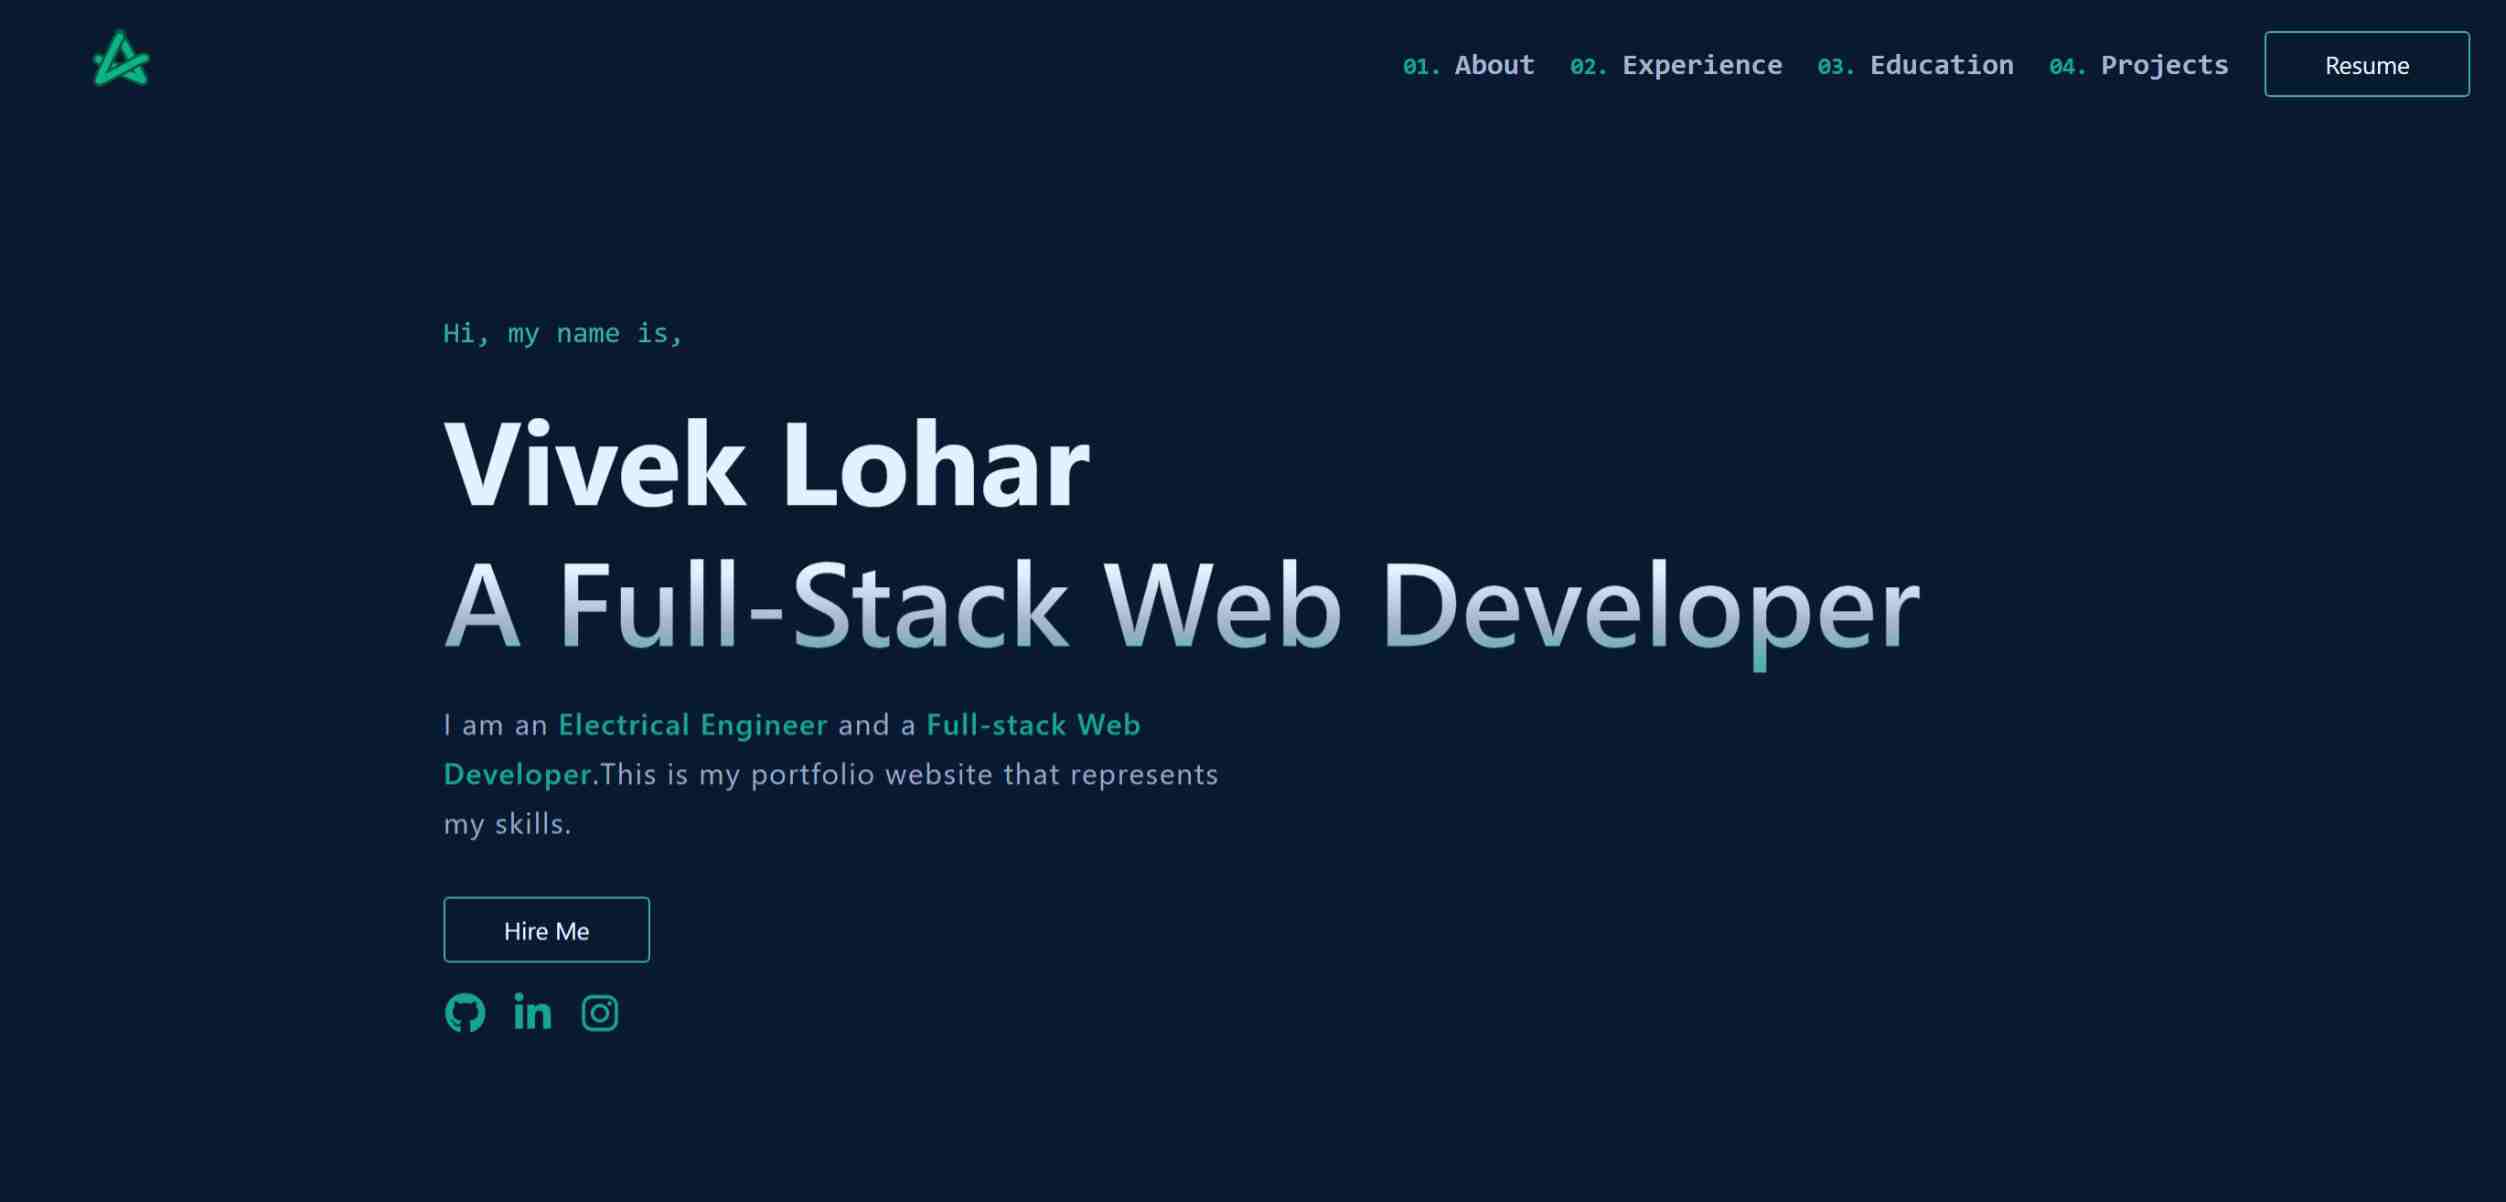 01. About 02. Experience 03. Education 04. Projects Resume
Hi, my name is,
Vivek Lohar
A Full-Stack Web Developer
I am an Electrical Engineer and a Full-stack Web
Developer.This is my portfolio website that represents
my skills.
Hire Me